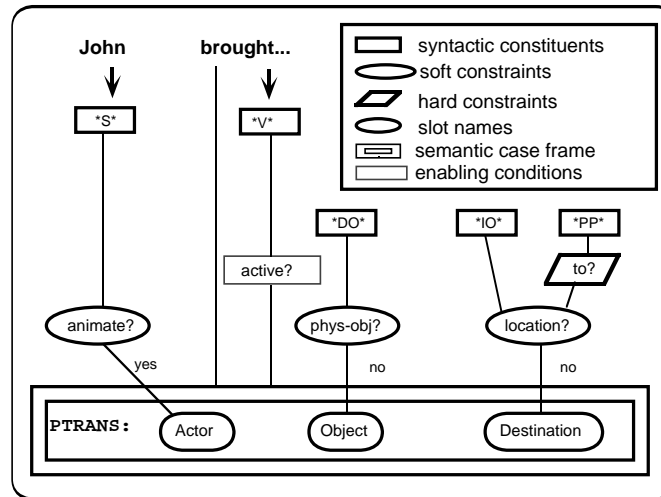 John brought...
syntactic constituents
soft constraints
hard constraints
slot names
semantic case frame
enabling conditions
*S* *V*
*DO* *IO* *PP*
active? to?
animate? phys-obj? location?
yes no no
PTRANS: Actor Object Destination